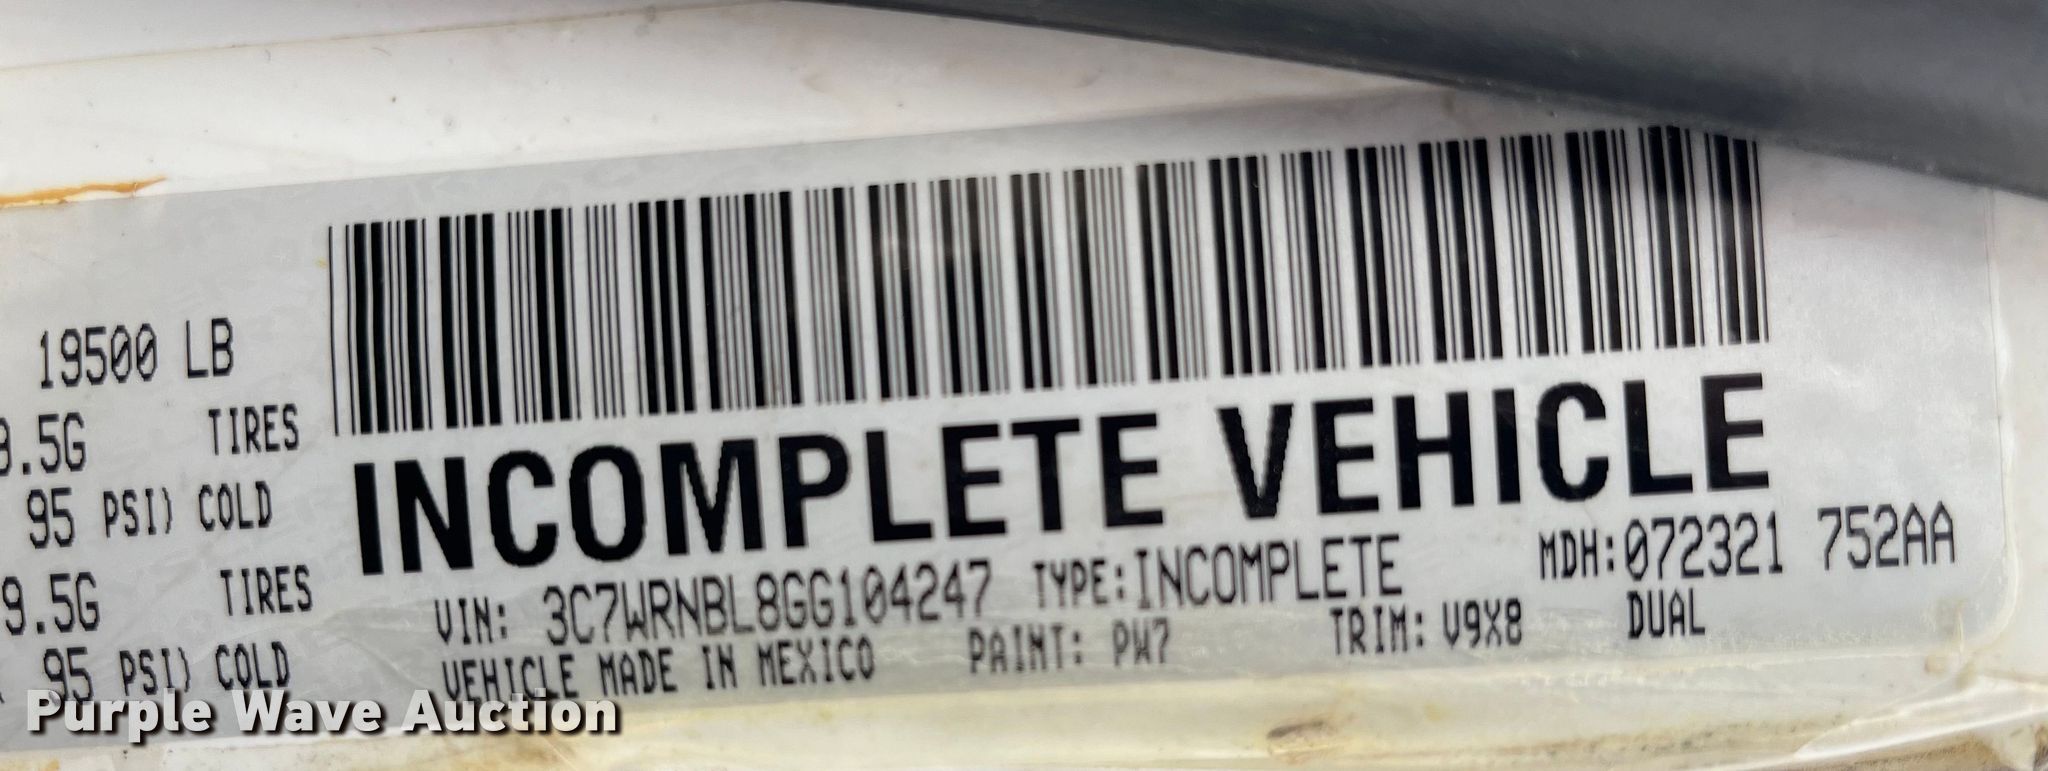 19500 LB
9.5G TIRES
95 PSI) COLD
9.5G TIRES
95 PSI) COLD
INCOMPLETE VEHICLE
VIN: 3C7WRNBL8GG104247 TYPE:INCOMPLETE MDH:072321 752AA
VEHICLE MADE IN MEXICO PAINT: PW7 TRIM: V9X8 DUAL
Purple Wave Auction